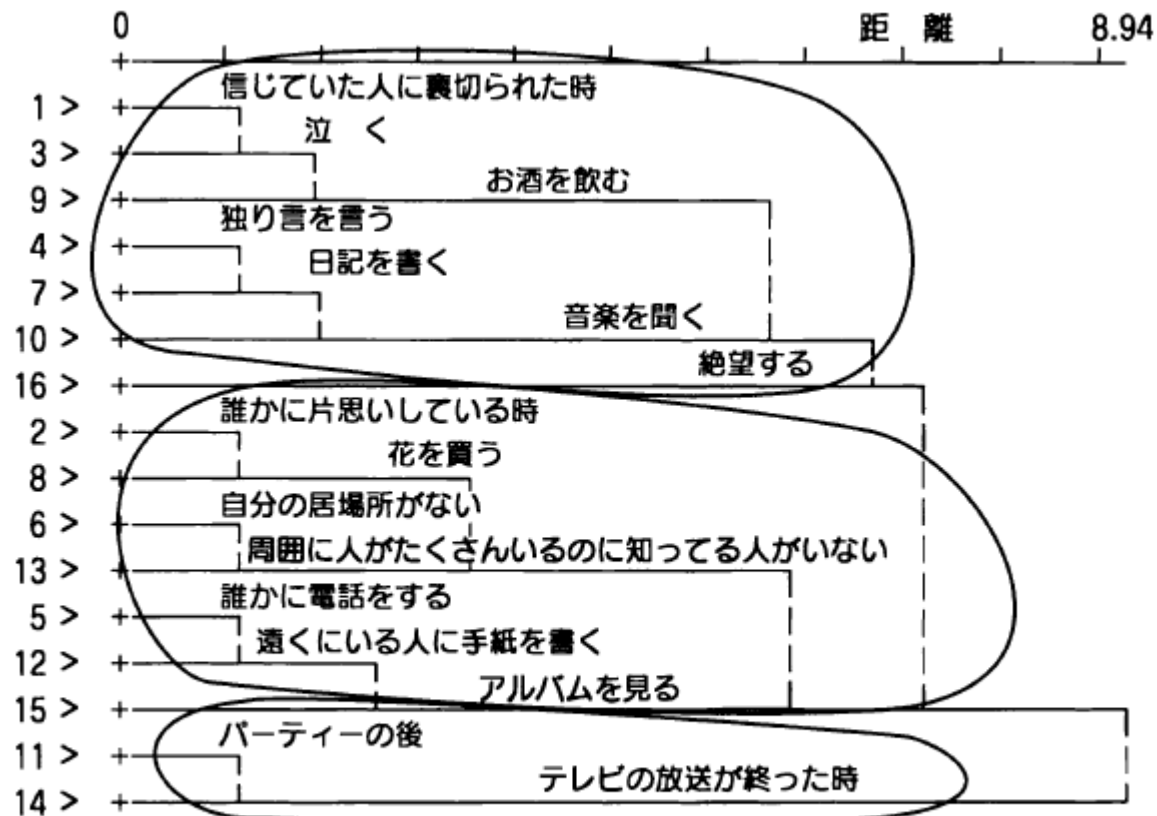 0 距 離 8.94
信じていた人に裏切られた時
1 >
泣 く
3 >
お酒を飲む
9 >
独り言を言う
4 >
日記を書く
7 >
音楽を聞く
10 >
絶望する
16 >
誰かに片思いしている時
2 >
花を買う
8 >
自分の居場所がない
6 >
周囲に人がたくさんいるのに知ってる人がいない
13 >
誰かに電話をする
5 >
遠くにいる人に手紙を書く
12 >
アルバムを見る
15 >
パーティーの後
11 >
テレビの放送が終った時
14 >